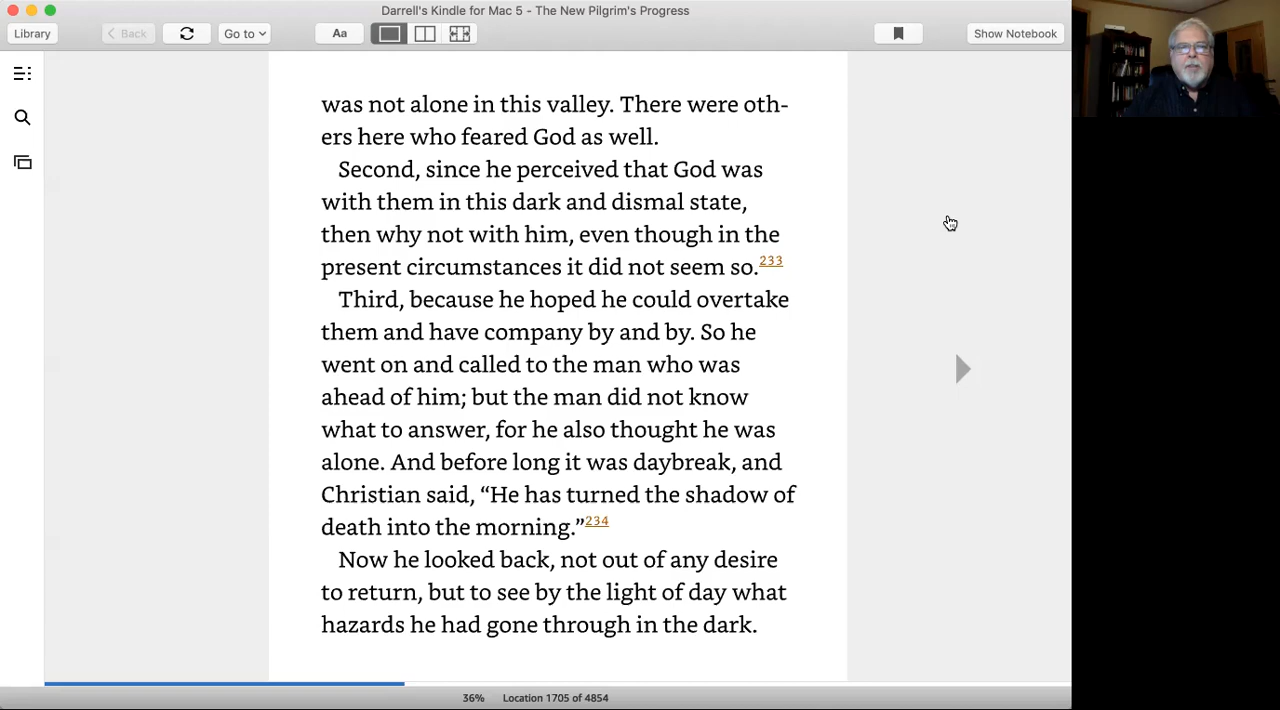 Darrell's Kindle for Mac 5 - The New Pilgrim's Progress
Library
Back
Go to
Aa
Show Notebook
was not alone in this valley. There were oth-
ers here who feared God as well.
Second, since he perceived that God was
with them in this dark and dismal state,
then why not with him, even though in the
present circumstances it did not seem so.233
Third, because he hoped he could overtake
them and have company by and by. So he
went on and called to the man who was
ahead of him; but the man did not know
what to answer, for he also thought he was
alone. And before long it was daybreak, and
Christian said, “He has turned the shadow of
death into the morning.”234
Now he looked back, not out of any desire
to return, but to see by the light of day what
hazards he had gone through in the dark.
36% Location 1705 of 4854